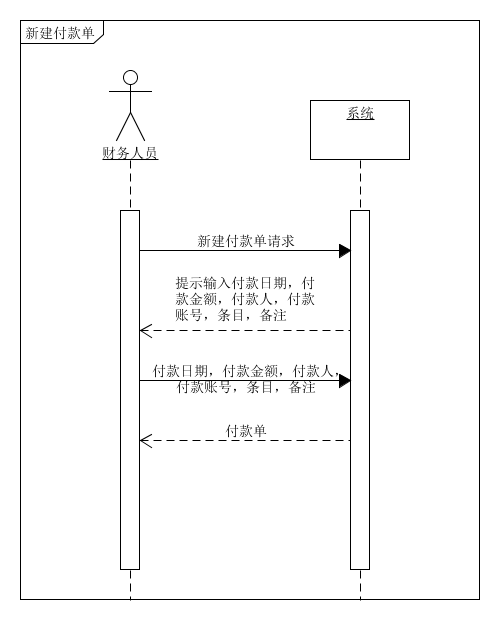 新建付款单
系统
财务人员
新建付款单请求
提示输入付款日期，付
款金额，付款人，付款
账号，条目，备注
付款日期，付款金额，付款人，
付款账号，条目，备注
付款单